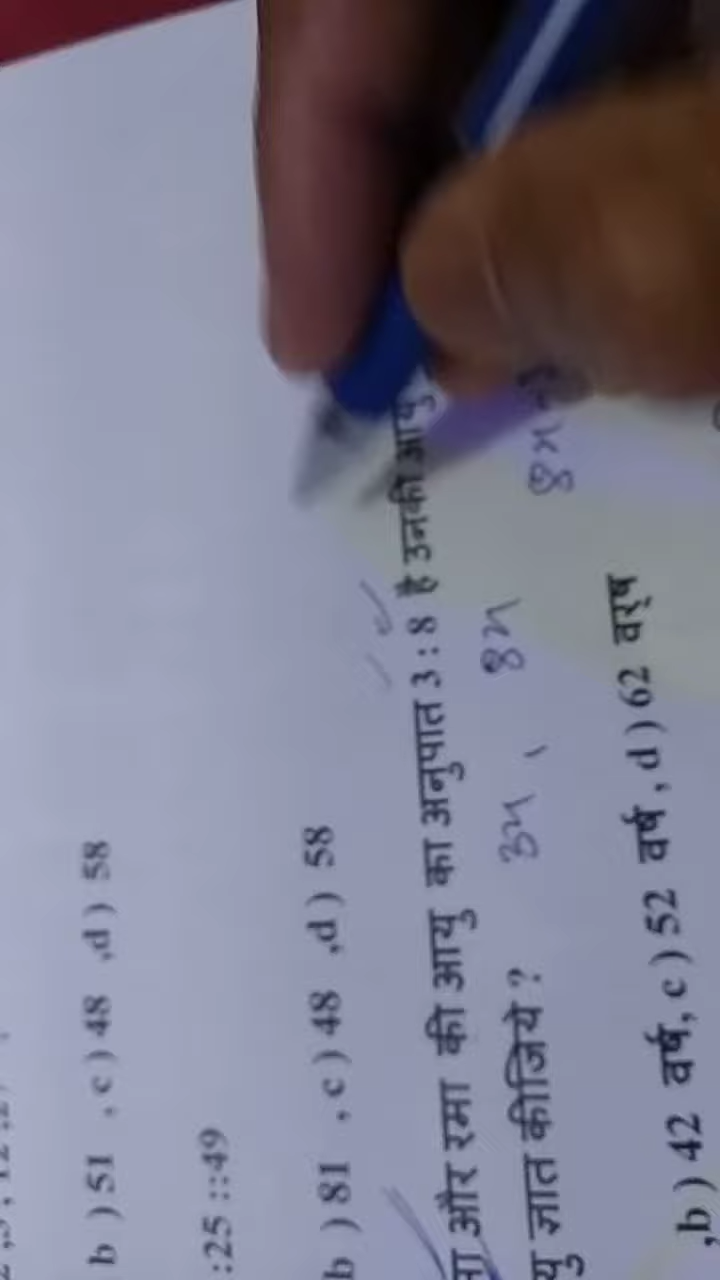 b ) 51 , c ) 48 ,d ) 58
:25 ::49
b ) 81 , c ) 48 ,d ) 58
और रमा की आयु का अनुपात 3 : 8 है उनकी आयु
ज्ञात कीजिये ? 3x , 8x 8x
,b ) 42 वर्ष, c ) 52 वर्ष , d ) 62 वर्ष